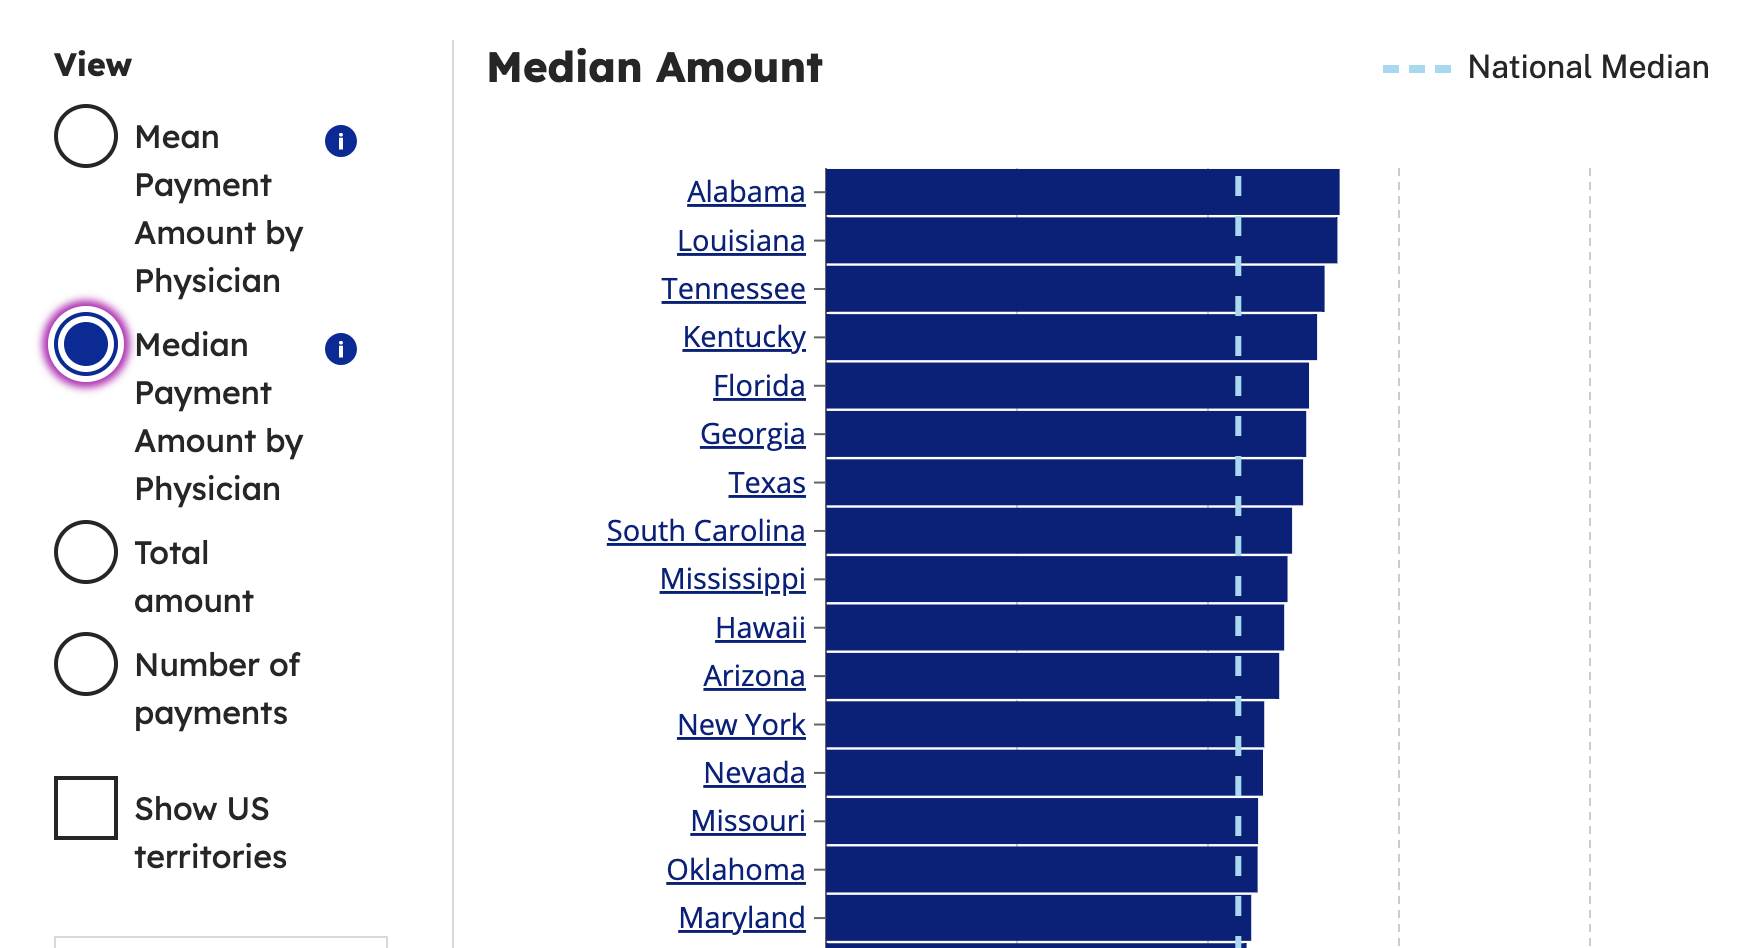 View
Mean
Payment
Amount by
Physician
Median
Payment
Amount by
Physician
Total
amount
Number of
payments
Show US
territories
Median Amount
National Median
Alabama
Louisiana
Tennessee
Kentucky
Florida
Georgia
Texas
South Carolina
Mississippi
Hawaii
Arizona
New York
Nevada
Missouri
Oklahoma
Maryland